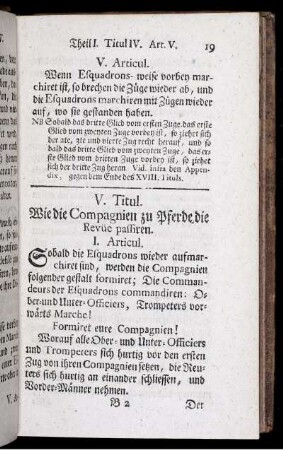 Theil I. Titul IV. Art. V. 19
V. Articul.
Wenn Esquadrons-weise vorbey mar-
chiret ist, so brechen die Züge wieder ab, und
die Esquadrons marchiren mit Zügen wieder
auf, wo sie gestanden haben.
NB Sobald das dritte Glied vom ersten Zuge das erste
Glied vom zweyten Zuge vorbey ist, so ziehet sich
der 2te, 3te und vierte Zug recht herauf, und so
bald das dritte Glied vom zweyten Zuge, das er-
ste Glied vom dritten Zuge vorbey ist, so ziehet
sich der dritte Zug heran Vid. infra den Appen-
dix, gegen dem Ende des XVIII. Tituls.
V. Titul.
Wie die Compagnien zu Pferde die
Revüe passiren.
I. Articul.
Sobald die Esquadrons wieder aufmar-
chiret sind, werden die Compagnien
folgender gestalt formiret; Die Comman-
deurs der Esquadrons commandiren: O-
ber-und Unter-Officiers, Trompeters vor-
wärts Marche!
Formiret eure Compagnien!
Worauf alle Ober- und Unter-Officiers
und Trompeters sich hurtig vor den ersten
Zug von ihren Compagnien setzen, die Reu-
ters sich hurtig an einander schliessen, und
Vorder-Männer nehmen.
B 2 Der